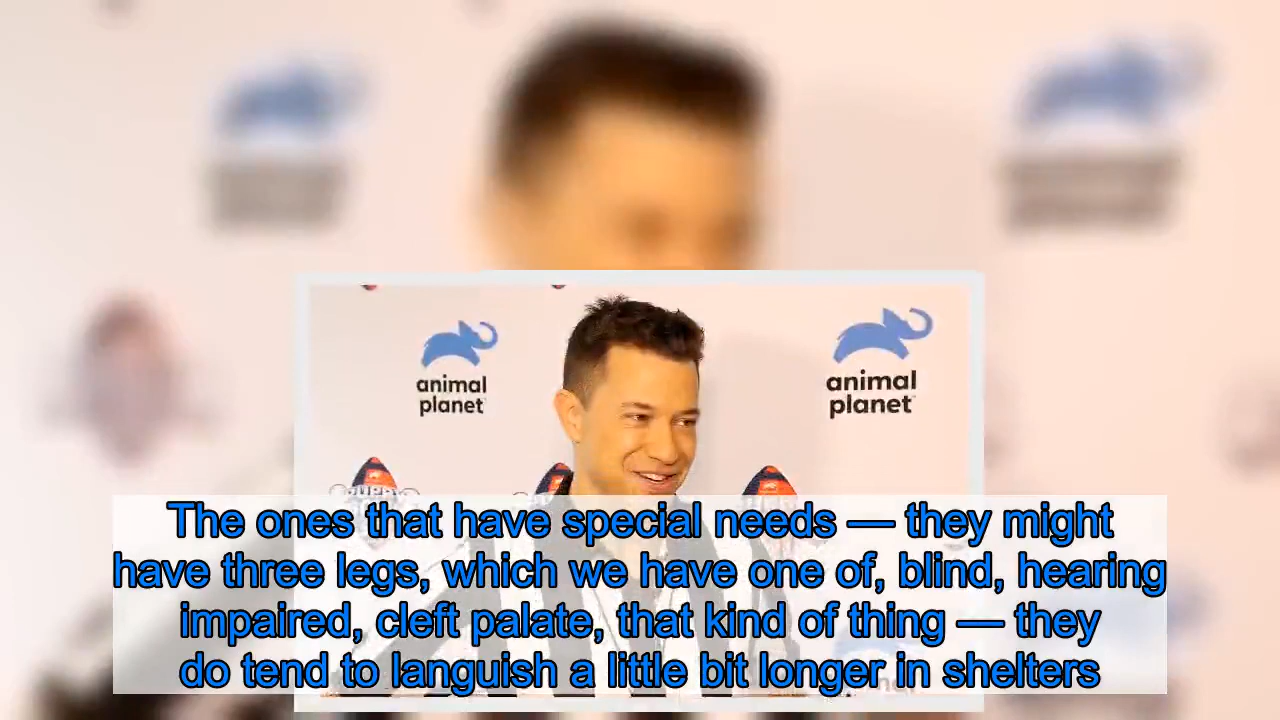 animal
planet
animal
planet
The ones that have special needs — they might
have three legs, which we have one of, blind, hearing
impaired, cleft palate, that kind of thing — they
do tend to languish a little bit longer in shelters